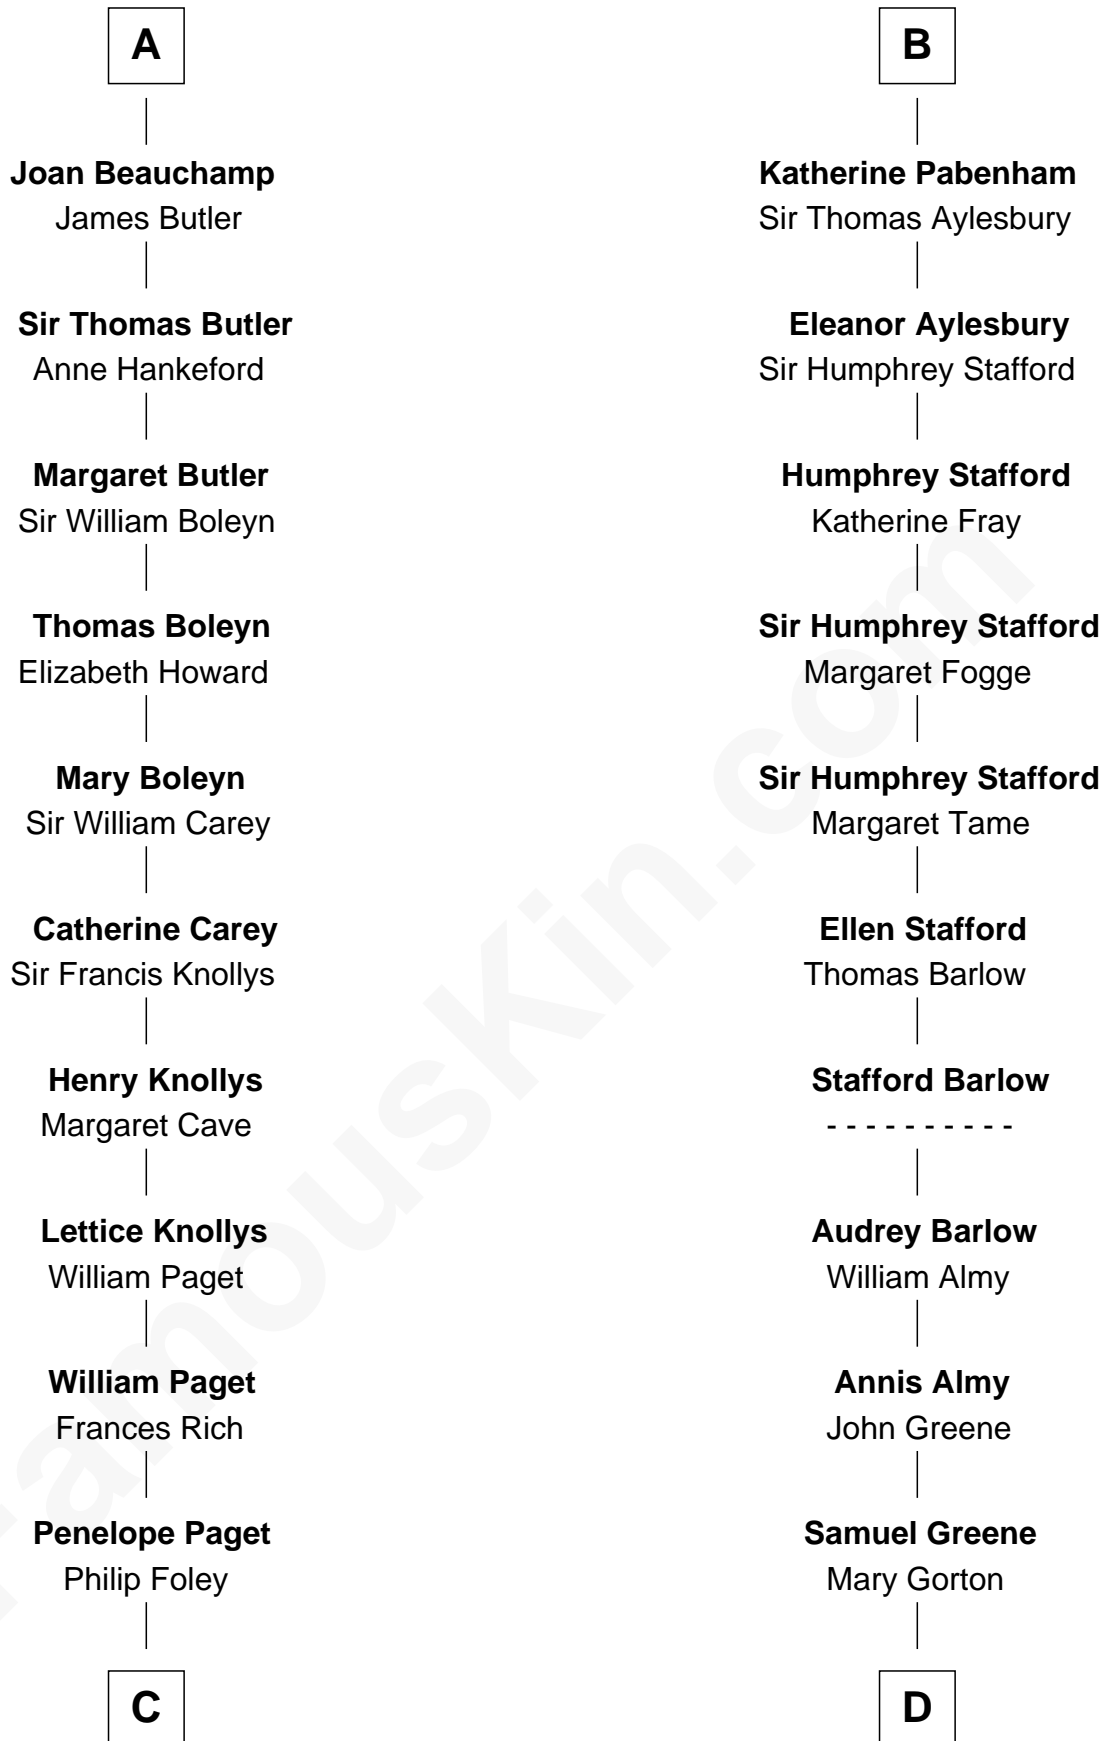 A
Joan Beauchamp
James Butler
Sir Thomas Butler
Anne Hankeford
Margaret Butler
Sir William Boleyn
Thomas Boleyn
Elizabeth Howard
Mary Boleyn
Sir William Carey
Catherine Carey
Sir Francis Knollys
Henry Knollys
Margaret Cave
Lettice Knollys
William Paget
William Paget
Frances Rich
Penelope Paget
Philip Foley
C
B
Katherine Pabenham
Sir Thomas Aylesbury
Eleanor Aylesbury
Sir Humphrey Stafford
Humphrey Stafford
Katherine Fray
Sir Humphrey Stafford
Margaret Fogge
Sir Humphrey Stafford
Margaret Tame
Ellen Stafford
Thomas Barlow
Stafford Barlow
- - - - - - - - - -
Audrey Barlow
William Almy
Annis Almy
John Greene
Samuel Greene
Mary Gorton
D
FamousKin.com